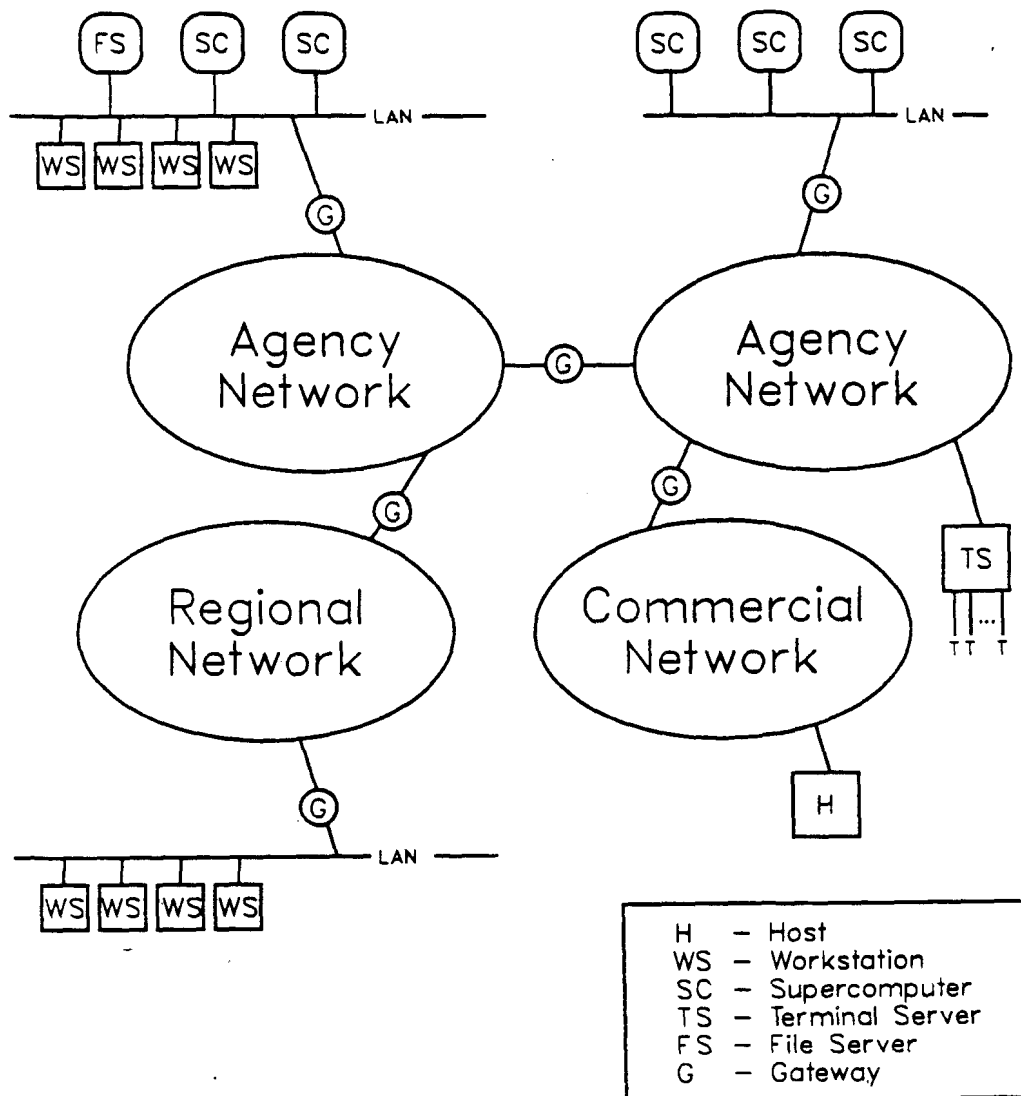 FS SC SC SC SC SC
LAN LAN
WS WS WS WS
G G
Agency Network
G
Agency Network
G G
TS
T T ... T
Regional Network
Commercial Network
G
H
LAN
WS WS WS WS
H – Host
WS – Workstation
SC – Supercomputer
TS – Terminal Server
FS – File Server
G – Gateway